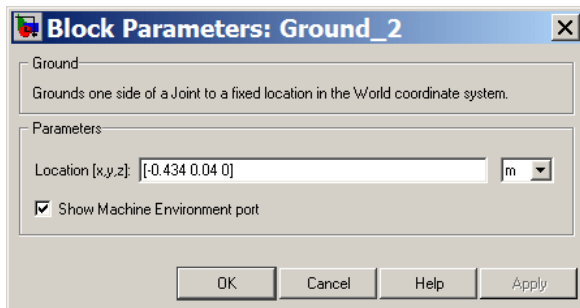 Block Parameters: Ground_2
Ground
Grounds one side of a Joint to a fixed location in the World coordinate system.
Parameters
Location [x,y,z]: [-0.434 0.04 0] m
Show Machine Environment port
OK Cancel Help Apply